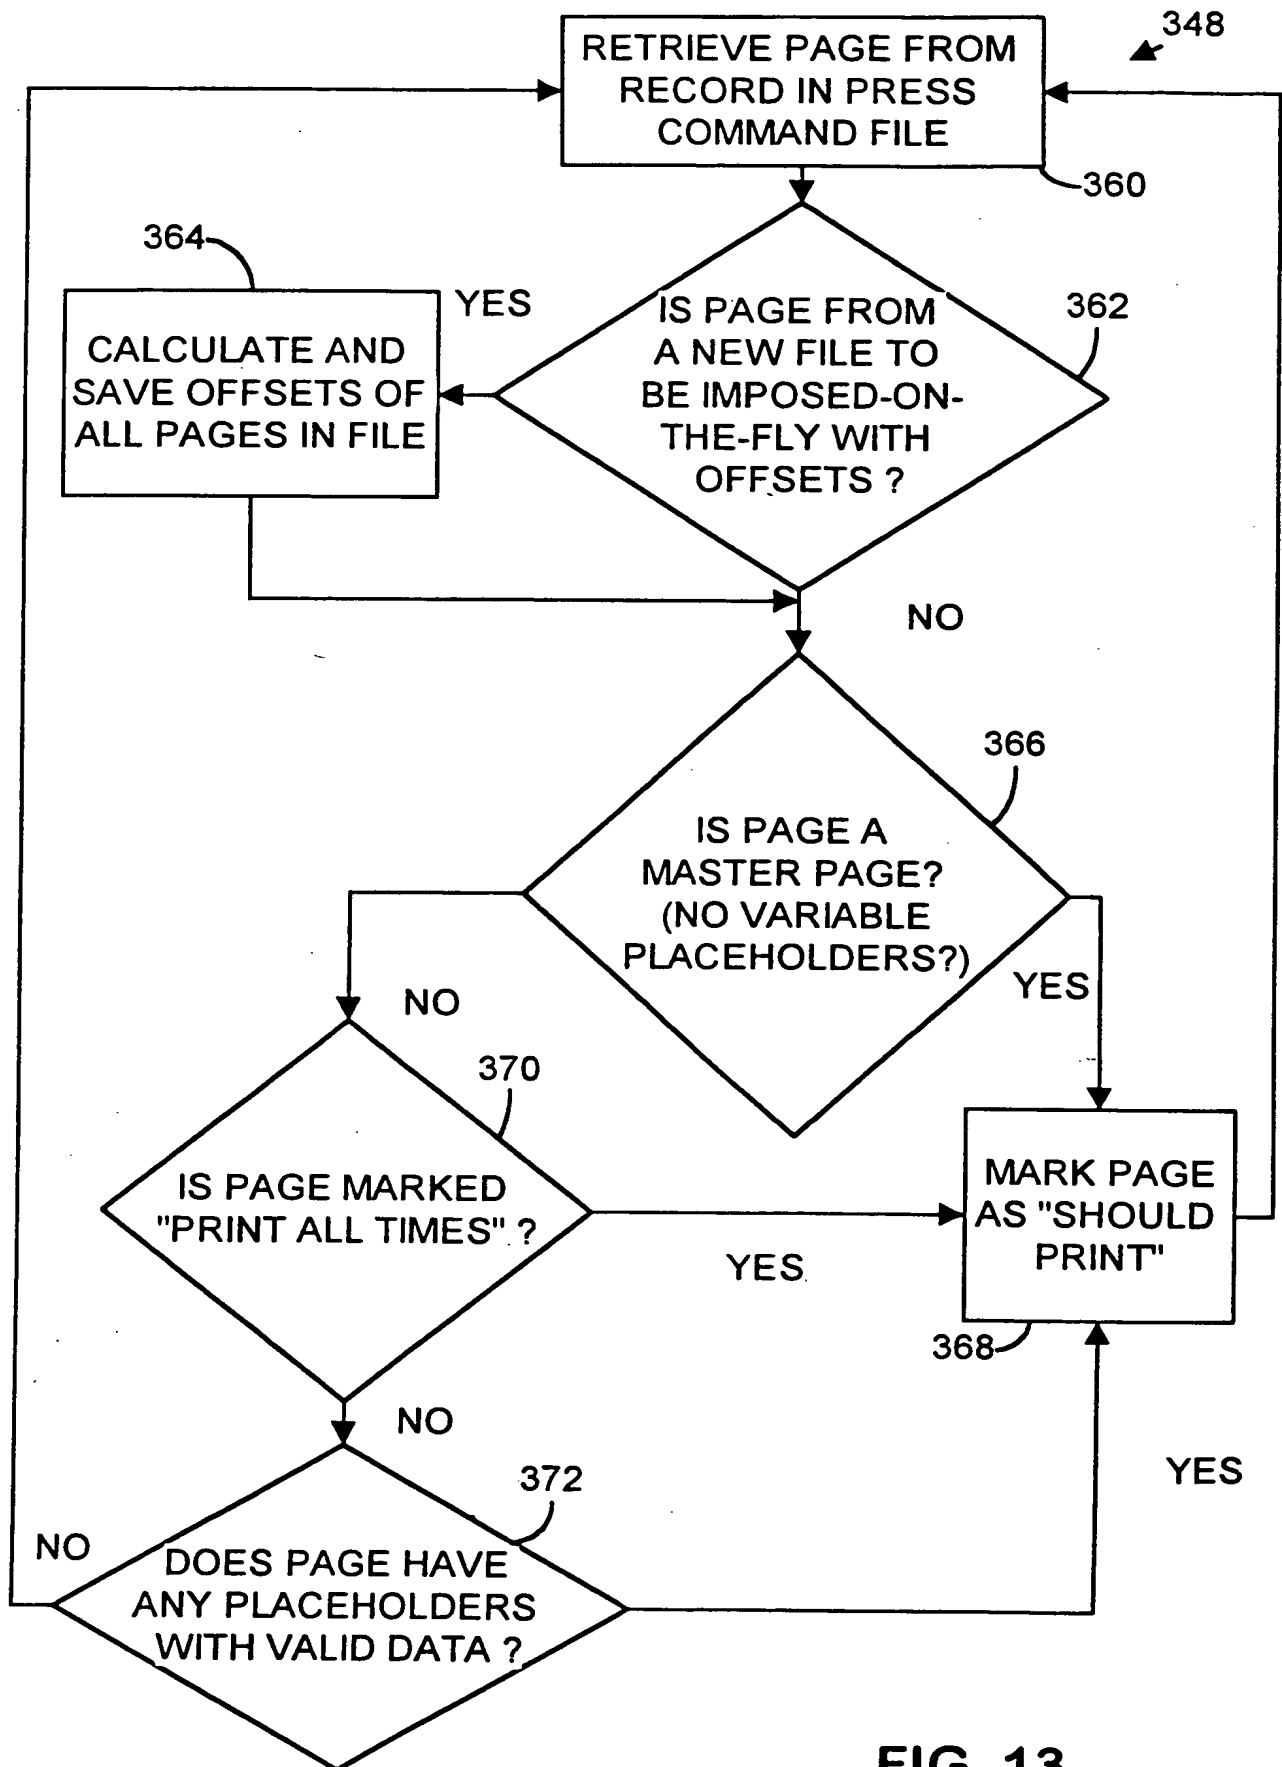 348
RETRIEVE PAGE FROM
RECORD IN PRESS
COMMAND FILE
360
364
YES
362
IS PAGE FROM
A NEW FILE TO
BE IMPOSED-ON-
THE-FLY WITH
OFFSETS ?
CALCULATE AND
SAVE OFFSETS OF
ALL PAGES IN FILE
NO
366
IS PAGE A
MASTER PAGE?
(NO VARIABLE
PLACEHOLDERS?)
YES
NO
370
IS PAGE MARKED
"PRINT ALL TIMES" ?
YES
MARK PAGE
AS "SHOULD
PRINT"
368
NO
372
YES
NO
DOES PAGE HAVE
ANY PLACEHOLDERS
WITH VALID DATA ?
FIG. 13